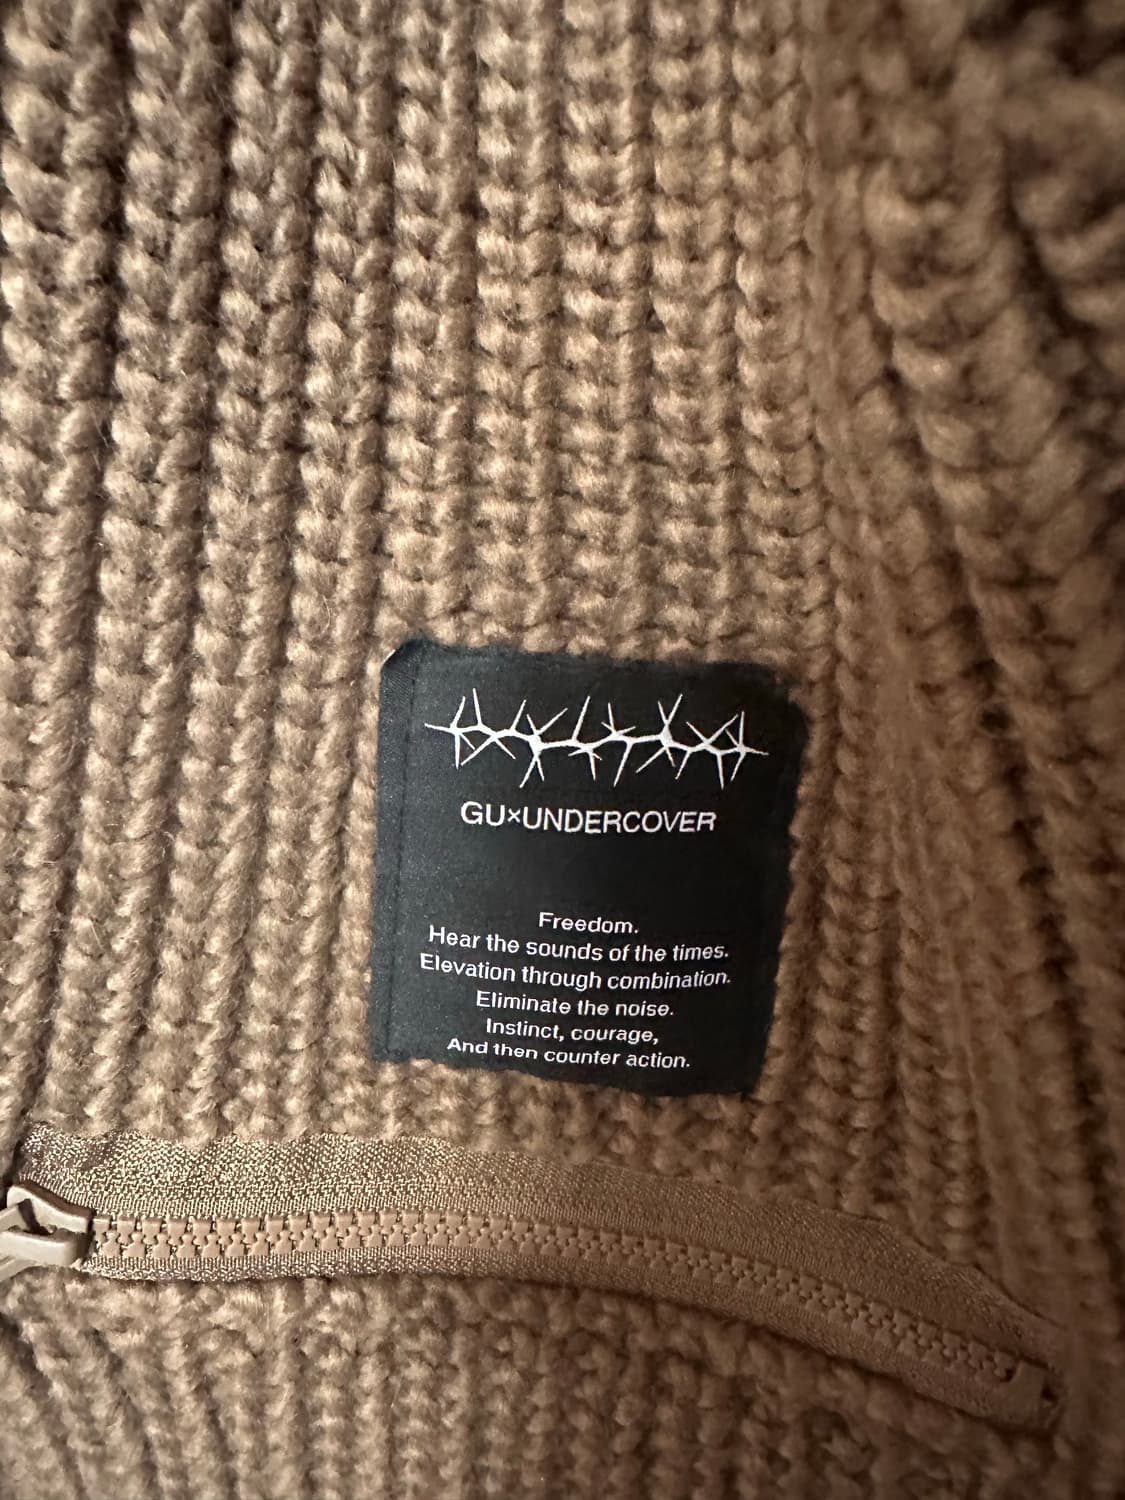 GU×UNDERCOVER
Freedom.
Hear the sounds of the times.
Elevation through combination.
Eliminate the noise.
Instinct, courage,
And then counter action.